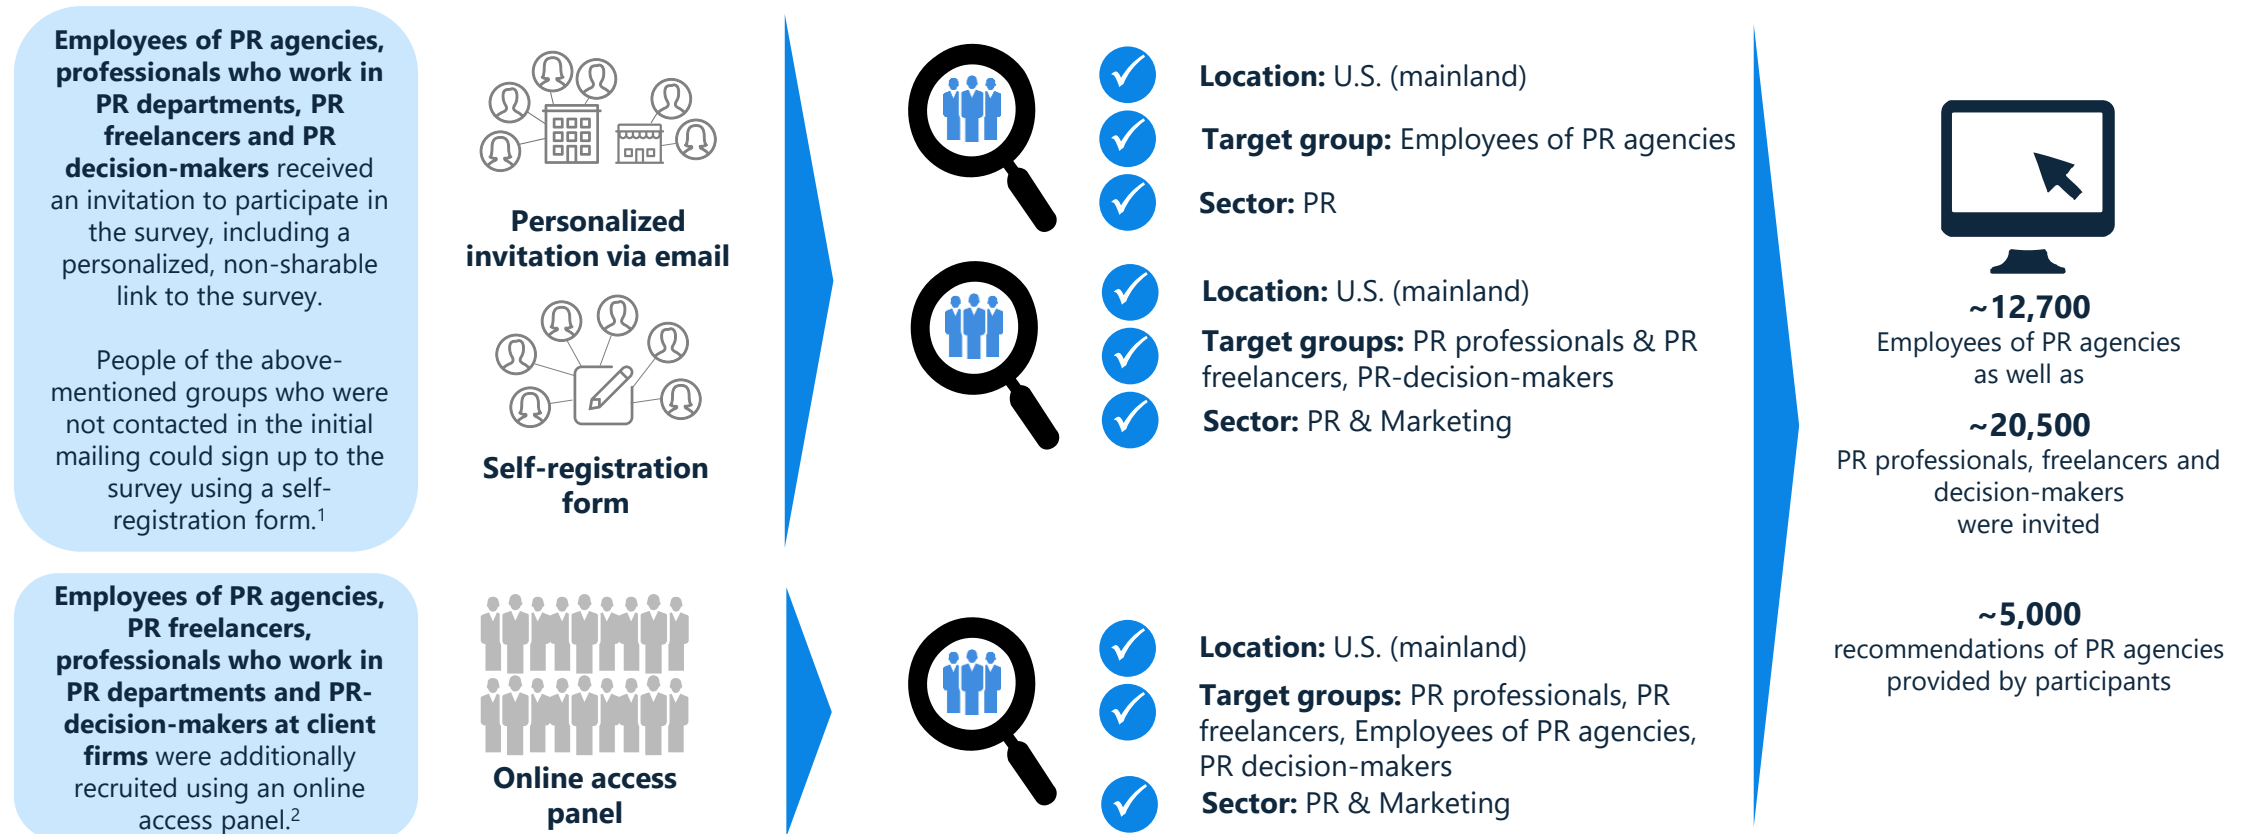 Employees of PR agencies,
professionals who work in
PR departments, PR
freelancers and PR
decision-makers received
an invitation to participate in
the survey, including a
personalized, non-sharable
link to the survey.
People of the above-
mentioned groups who were
not contacted in the initial
mailing could sign up to the
survey using a self-
registration form.¹
Personalized
invitation via email
Self-registration
form
Location: U.S. (mainland)
Target group: Employees of PR agencies
Sector: PR
Location: U.S. (mainland)
Target groups: PR professionals & PR
freelancers, PR-decision-makers
Sector: PR & Marketing
Employees of PR agencies,
PR freelancers,
professionals who work in
PR departments and PR-
decision-makers at client
firms were additionally
recruited using an online
access panel.²
Online access
panel
Location: U.S. (mainland)
Target groups: PR professionals, PR
freelancers, Employees of PR agencies,
PR decision-makers
Sector: PR & Marketing
~12,700
Employees of PR agencies
as well as
~20,500
PR professionals, freelancers and
decision-makers
were invited
~5,000
recommendations of PR agencies
provided by participants